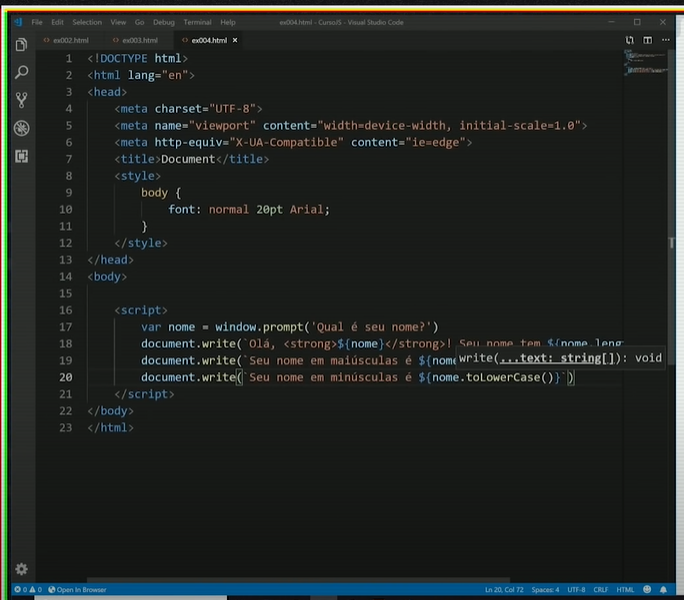 File Edit Selection View Go Debug Terminal Help ex004.html - CursoJS - Visual Studio Code
ex002.html ex003.html ex004.html
1 <!DOCTYPE html>
2 <html lang="en">
3 <head>
4 <meta charset="UTF-8">
5 <meta name="viewport" content="width=device-width, initial-scale=1.0">
6 <meta http-equiv="X-UA-Compatible" content="ie=edge">
7 <title>Document</title>
8 <style>
9 body {
10 font: normal 20pt Arial;
11 }
12 </style>
13 </head>
14 <body>
15
16 <script>
17 var nome = window.prompt('Qual é seu nome?')
18 document.write(`Olá, <strong>${nome}</strong>! Seu nome tem ${nome.leng
19 document.write(`Seu nome em maiúsculas é ${nome
write(...text: string[]): void
20 document.write(`Seu nome em minúsculas é ${nome.toLowerCase()}`)
21 </script>
22 </body>
23 </html>
0 0 Open In Browser Ln 20, Col 72 Spaces: 4 UTF-8 CRLF HTML